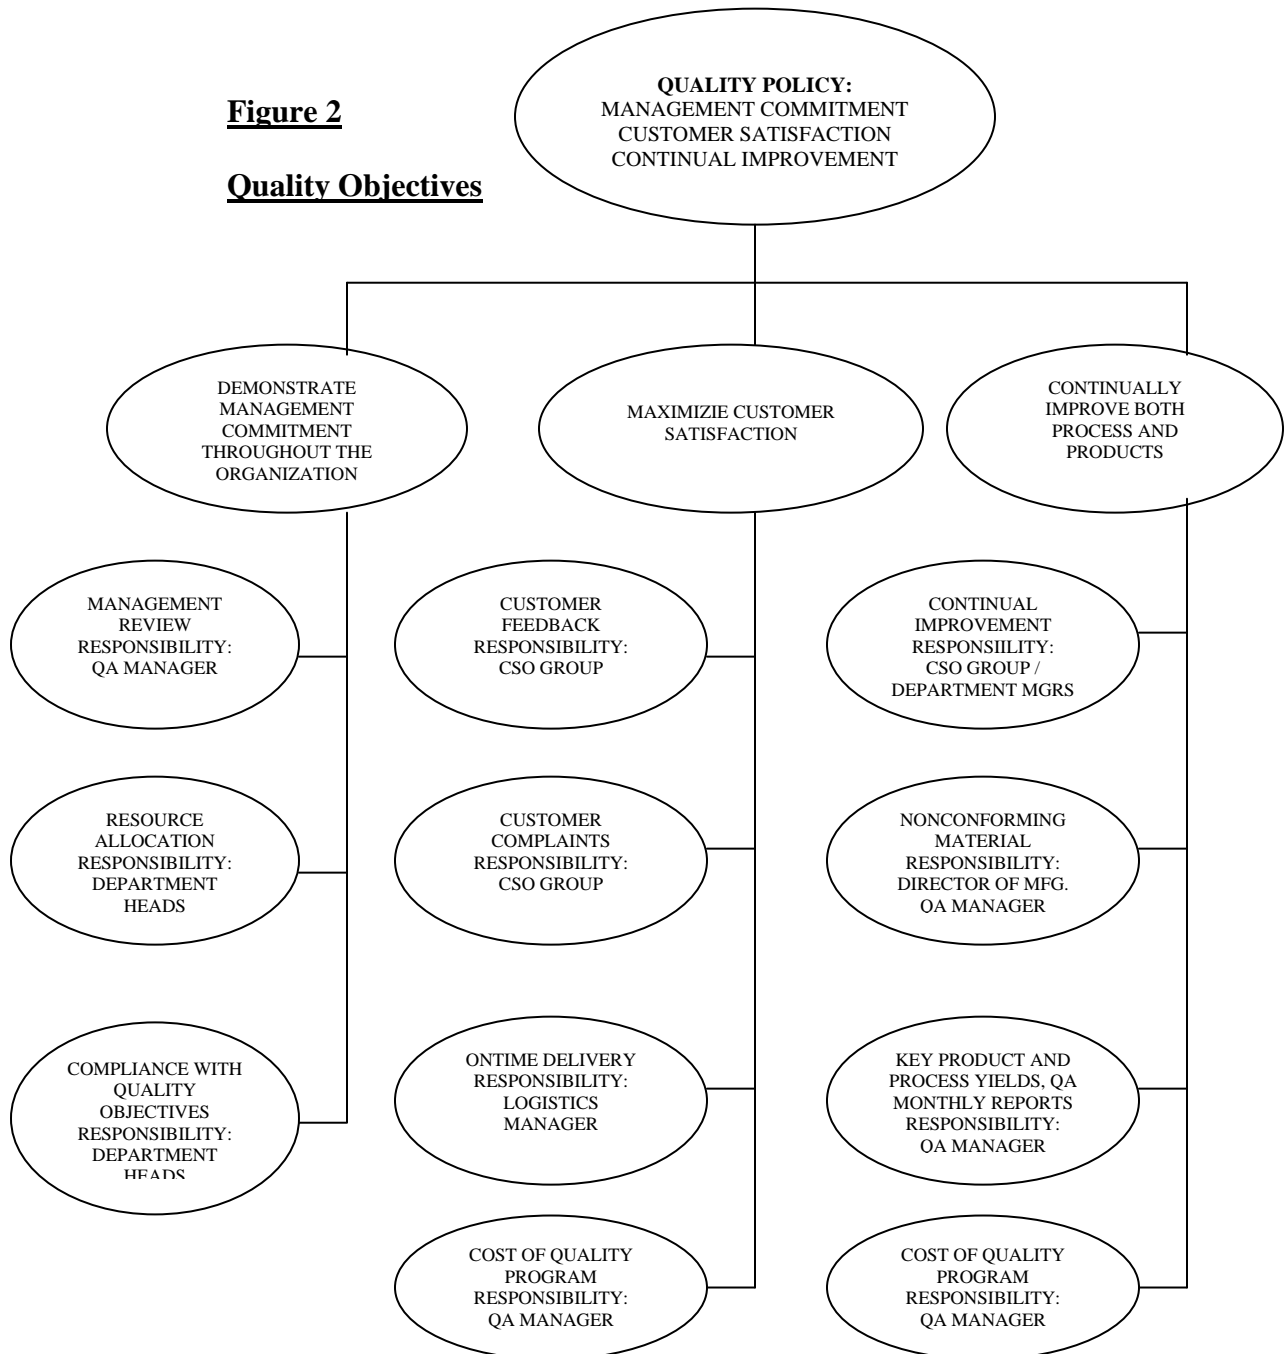 Figure 2
Quality Objectives
QUALITY POLICY:
MANAGEMENT COMMITMENT
CUSTOMER SATISFACTION
CONTINUAL IMPROVEMENT
DEMONSTRATE
MANAGEMENT
COMMITMENT
THROUGHOUT THE
ORGANIZATION
MAXIMIZIE CUSTOMER
SATISFACTION
CONTINUALLY
IMPROVE BOTH
PROCESS AND
PRODUCTS
MANAGEMENT
REVIEW
RESPONSIBILITY:
QA MANAGER
CUSTOMER
FEEDBACK
RESPONSIBILITY:
CSO GROUP
CONTINUAL
IMPROVEMENT
RESPONSIILITY:
CSO GROUP /
DEPARTMENT MGRS
RESOURCE
ALLOCATION
RESPONSIBILITY:
DEPARTMENT
HEADS
CUSTOMER
COMPLAINTS
RESPONSIBILITY:
CSO GROUP
NONCONFORMING
MATERIAL
RESPONSIBILITY:
DIRECTOR OF MFG.
QA MANAGER
COMPLIANCE WITH
QUALITY
OBJECTIVES
RESPONSIBILITY:
DEPARTMENT
HEADS
ONTIME DELIVERY
RESPONSIBILITY:
LOGISTICS
MANAGER
KEY PRODUCT AND
PROCESS YIELDS, QA
MONTHLY REPORTS
RESPONSIBILITY:
QA MANAGER
COST OF QUALITY
PROGRAM
RESPONSIBILITY:
QA MANAGER
COST OF QUALITY
PROGRAM
RESPONSIBILITY:
QA MANAGER